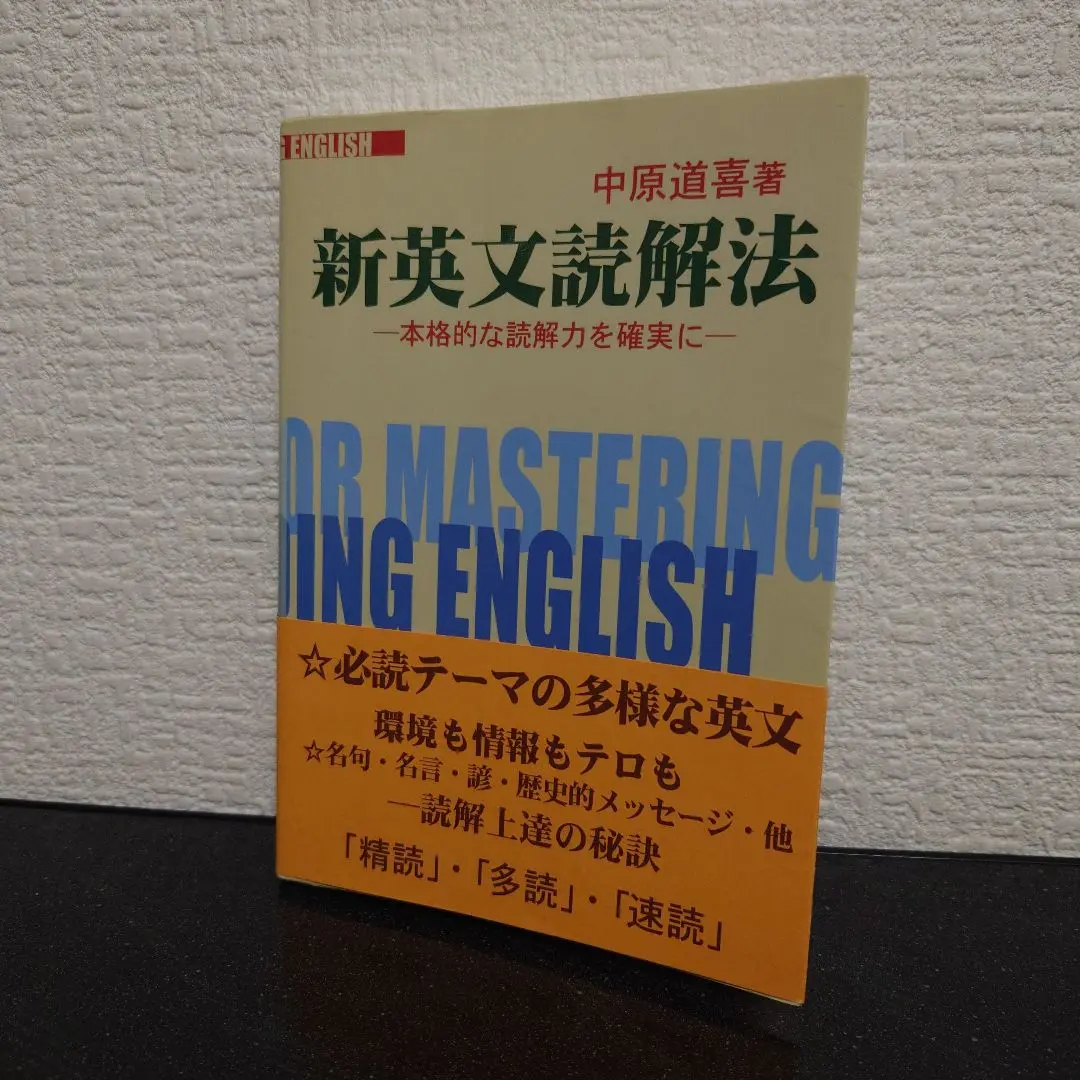 ENGLISH
中原道喜著
新英文読解法
―本格的な読解力を確実に―
OR MASTERING
ING ENGLISH
☆必読テーマの多様な英文
環境も情報もテロも
☆名句・名言・諺・歴史的メッセージ・他
―読解上達の秘訣
「精読」・「多読」・「速読」